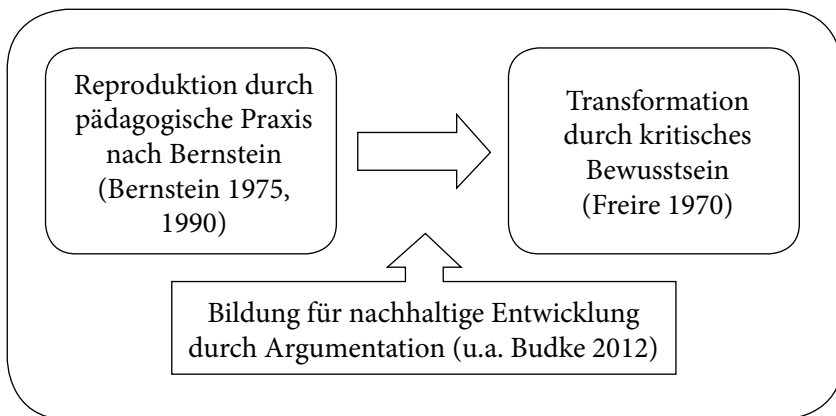 Reproduktion durch
pädagogische Praxis
nach Bernstein
(Bernstein 1975,
1990)
Transformation
durch kritisches
Bewusstsein
(Freire 1970)
Bildung für nachhaltige Entwicklung
durch Argumentation (u.a. Budke 2012)